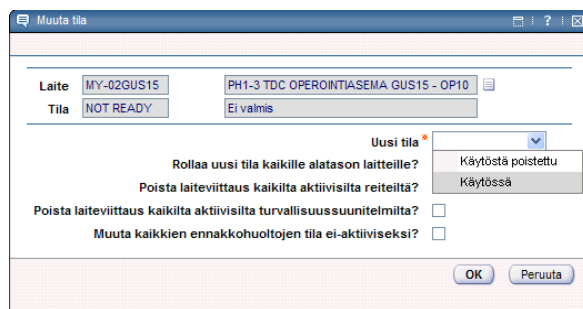 Muuta tila
Laite MY-02GUS15 PH1-3 TDC OPEROINTIASEMA GUS15 - OP10
Tila NOT READY Ei valmis
Uusi tila *
Käytöstä poistettu
Rollaa uusi tila kaikille alatason laitteille?
Käytössä
Poista laiteviittaus kaikilta aktiivisilta reiteiltä?
Poista laiteviittaus kaikilta aktiivisilta turvallisuussuunitelmilta?
Muuta kaikkien ennakkohuoltojen tila ei-aktiiviseksi?
OK Peruuta